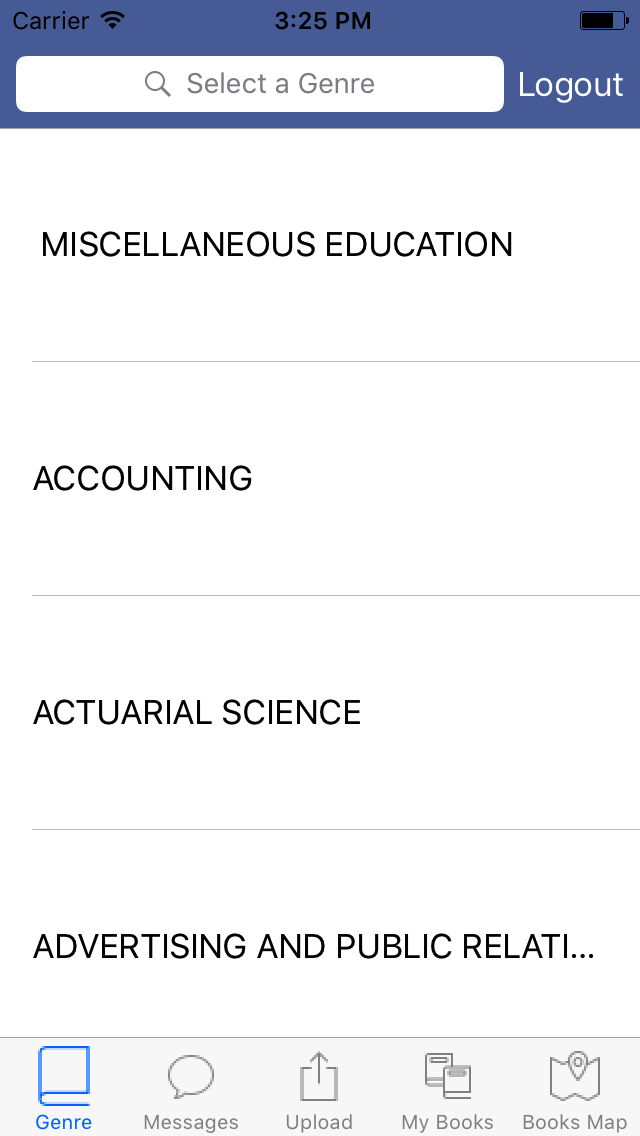 Carrier 3:25 PM
Select a Genre Logout
MISCELLANEOUS EDUCATION
ACCOUNTING
ACTUARIAL SCIENCE
ADVERTISING AND PUBLIC RELATI...
Genre Messages Upload My Books Books Map